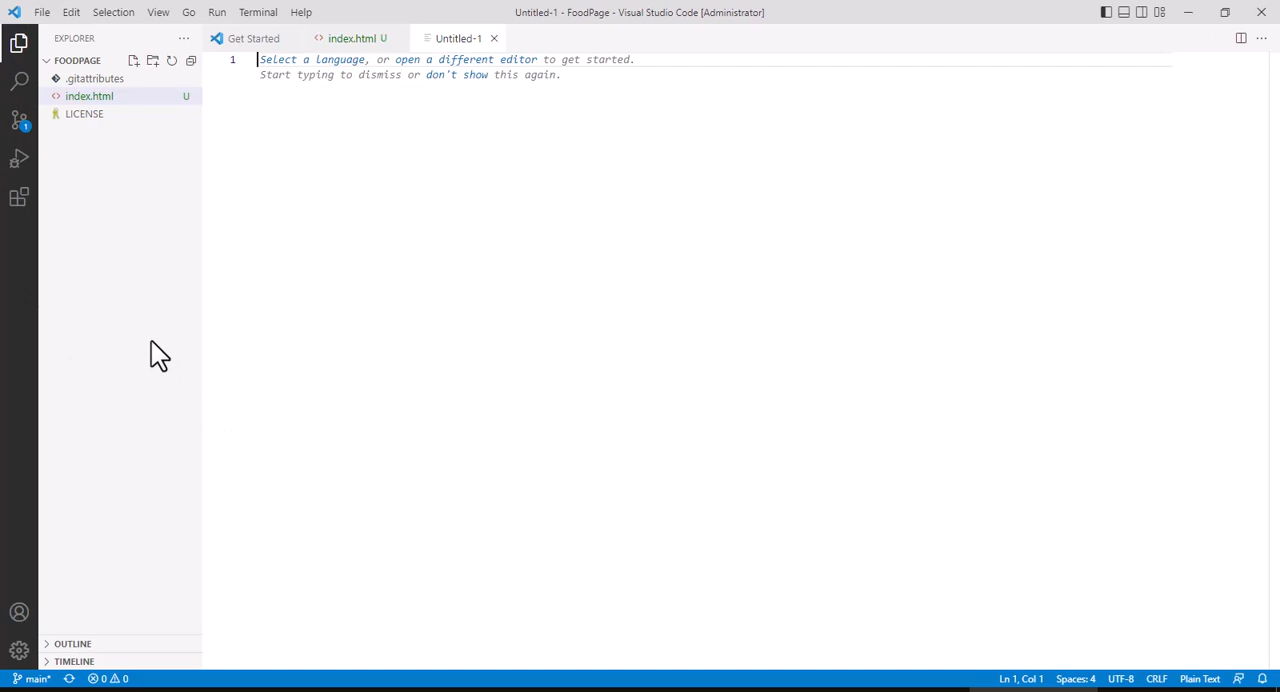 File Edit Selection View Go Run Terminal Help
Untitled-1 - FoodPage - Visual Studio Code [Administrator]
EXPLORER
Get Started
index.html U
Untitled-1
FOODPAGE
.gitattributes
index.html U
LICENSE
1
1 Select a language, or open a different editor to get started.
Start typing to dismiss or don't show this again.
OUTLINE
TIMELINE
main* 0 0
Ln 1, Col 1 Spaces: 4 UTF-8 CRLF Plain Text